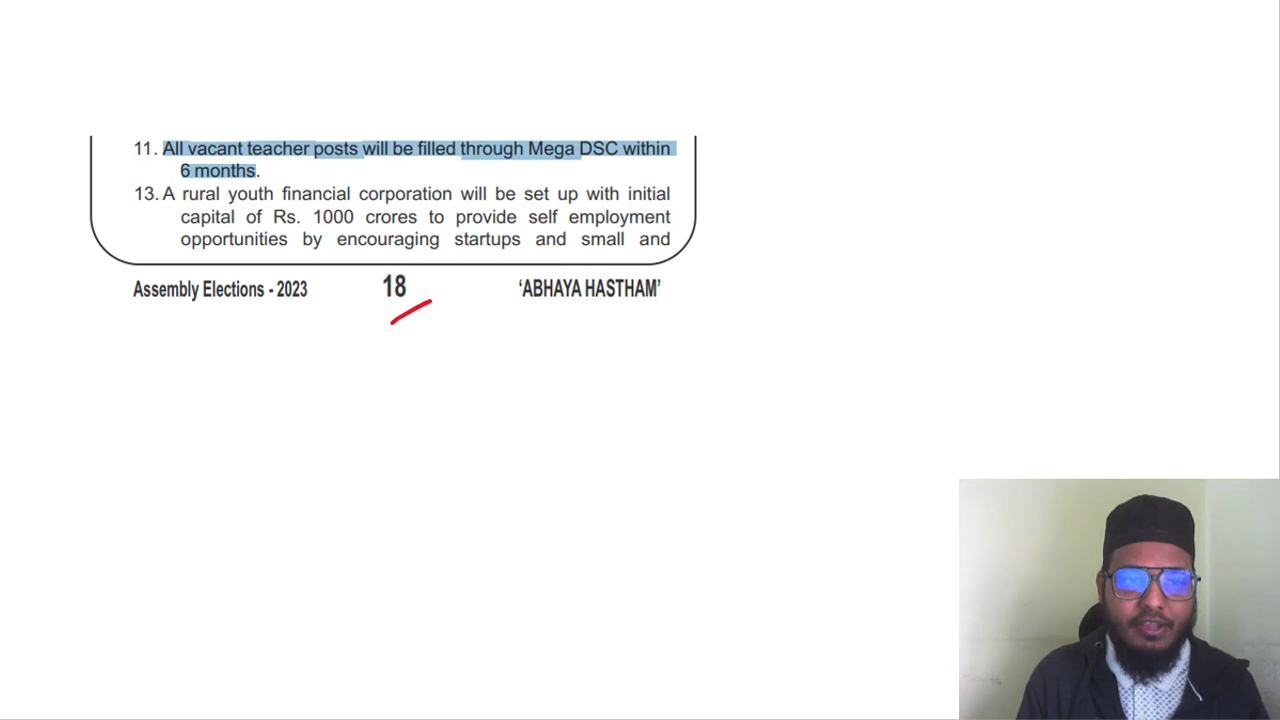 11. All vacant teacher posts will be filled through Mega DSC within
6 months.
13. A rural youth financial corporation will be set up with initial
capital of Rs. 1000 crores to provide self employment
opportunities by encouraging startups and small and
Assembly Elections - 2023 18 ‘ABHAYA HASTHAM’